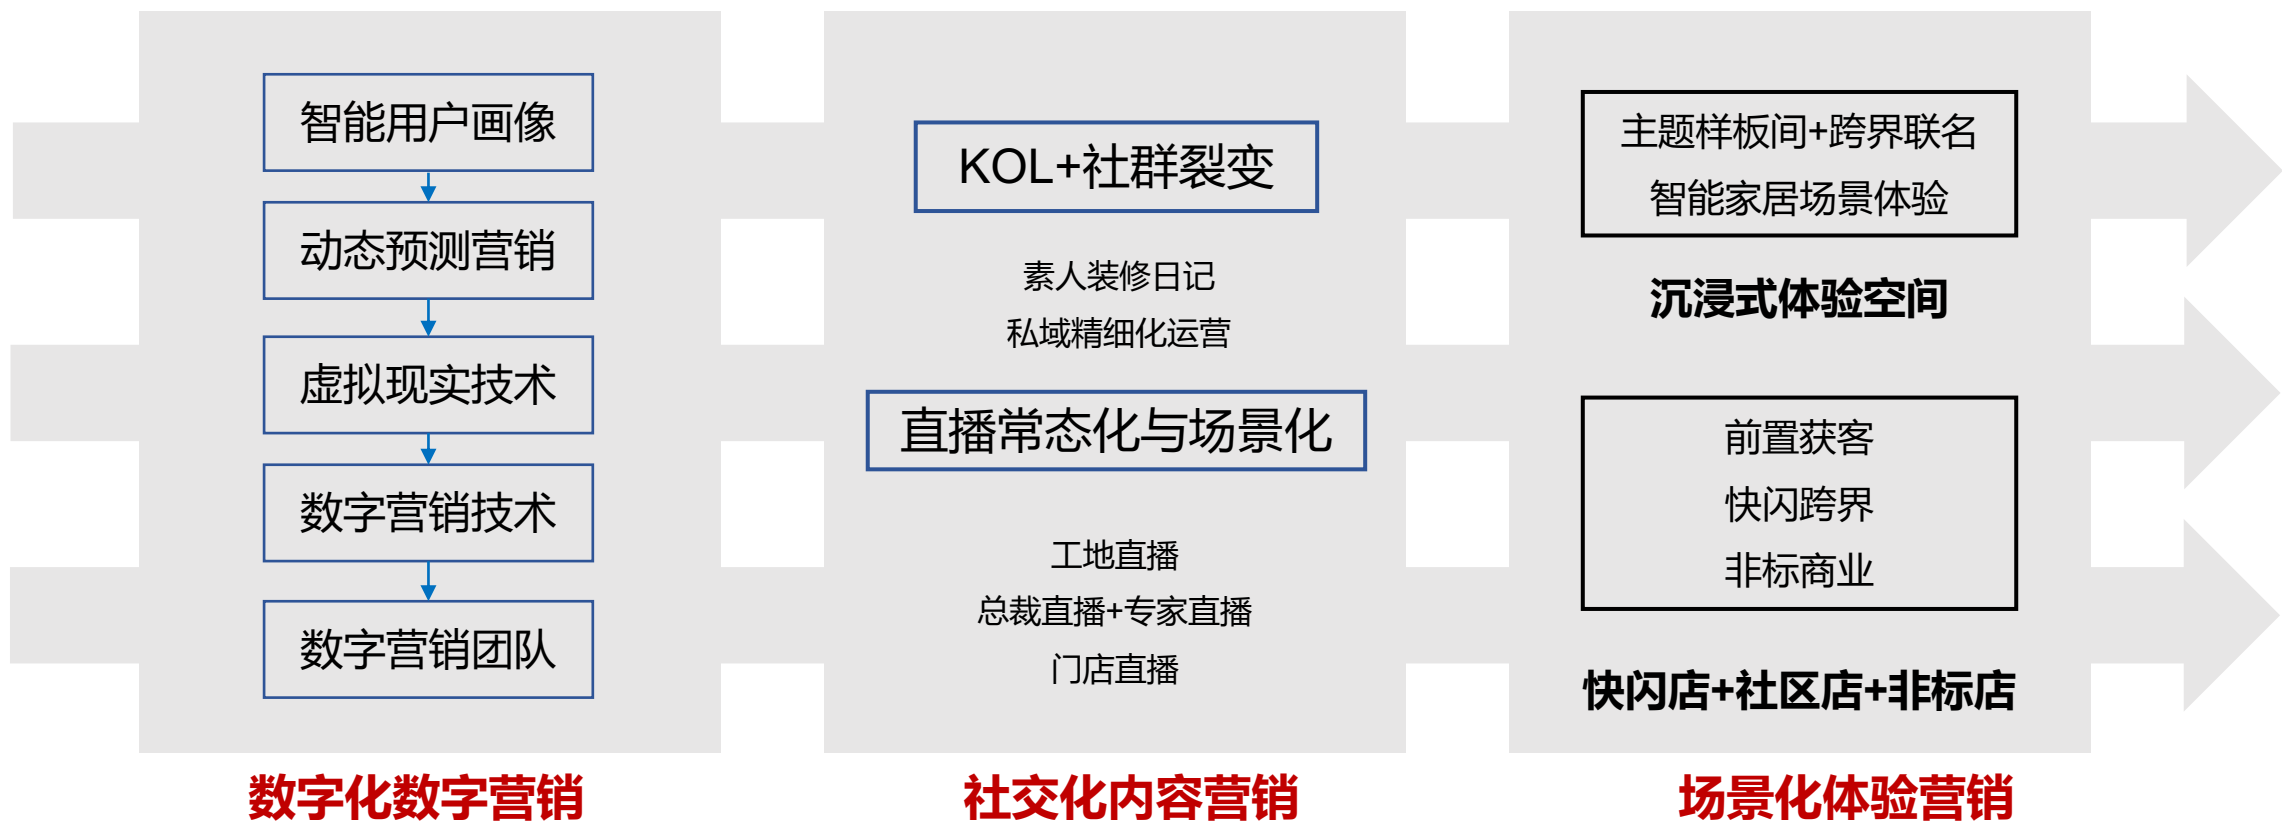 智能用户画像
动态预测营销
虚拟现实技术
数字营销技术
数字营销团队
数字化数字营销
KOL+社群裂变
素人装修日记
私域精细化运营
直播常态化与场景化
工地直播
总裁直播+专家直播
门店直播
社交化内容营销
主题样板间+跨界联名
智能家居场景体验
沉浸式体验空间
前置获客
快闪跨界
非标商业
快闪店+社区店+非标店
场景化体验营销